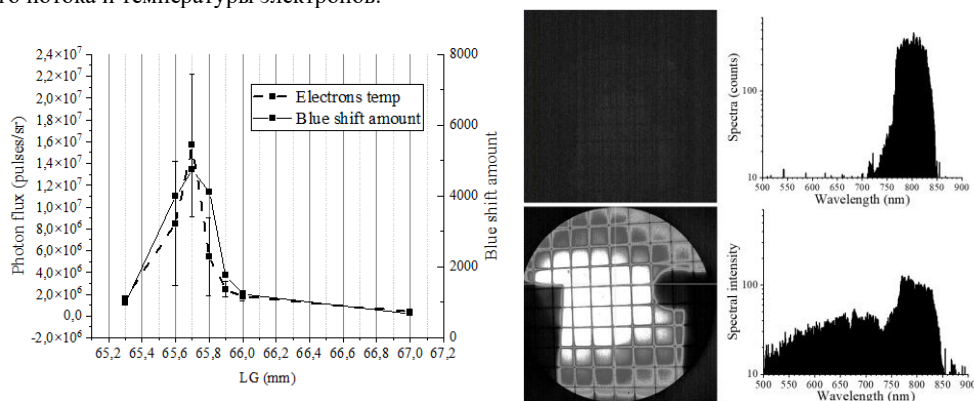 го потока и температуры электронов.
2,4×10⁷
2,2×10⁷
2,0×10⁷
1,8×10⁷
1,6×10⁷
1,4×10⁷
1,2×10⁷
1,0×10⁷
8,0×10⁶
6,0×10⁶
4,0×10⁶
2,0×10⁶
0,0
-2,0×10⁶
Photon flux (pulses/sr)
Electrons temp
Blue shift amount
8000
6000
4000
2000
0
Blue shift amount
65,2 65,4 65,6 65,8 66,0 66,2 66,4 66,6 66,8 67,0 67,2
LG (mm)
Spectra (counts)
100
10
500 550 600 650 700 750 800 850 900
Wavelength (nm)
Spectral intensity
100
10
500 550 600 650 700 750 800 850 900
Wavelength (nm)